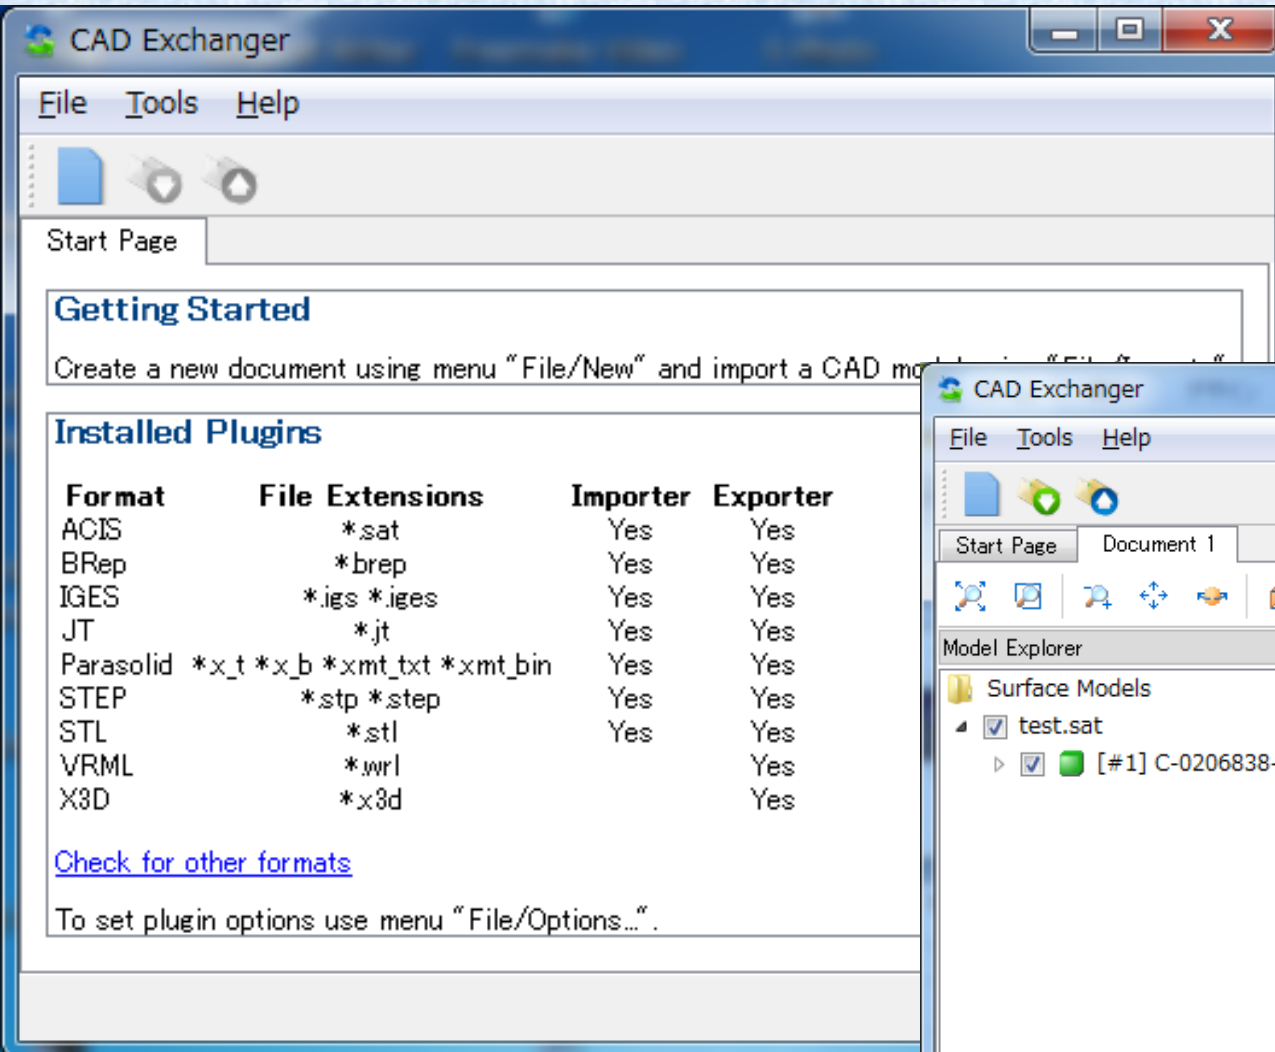 CAD Exchanger
File Tools Help
Start Page
Getting Started
Create a new document using menu "File/New" and import a CAD
Installed Plugins
Format File Extensions Importer Exporter
ACIS *.sat Yes Yes
BRep *.brep Yes Yes
IGES *.igs *.iges Yes Yes
JT *.jt Yes Yes
Parasolid *.x_t *.x_b *.xmt_txt *.xmt_bin Yes Yes
STEP *.stp *.step Yes Yes
STL *.stl Yes Yes
VRML *.wrl Yes
X3D *.x3d Yes
Check for other formats
To set plugin options use menu "File/Options...".
CAD Exchanger
File Tools Help
Start Page Document 1
Model Explorer
Surface Models
test.sat
[#1] C-0206838-